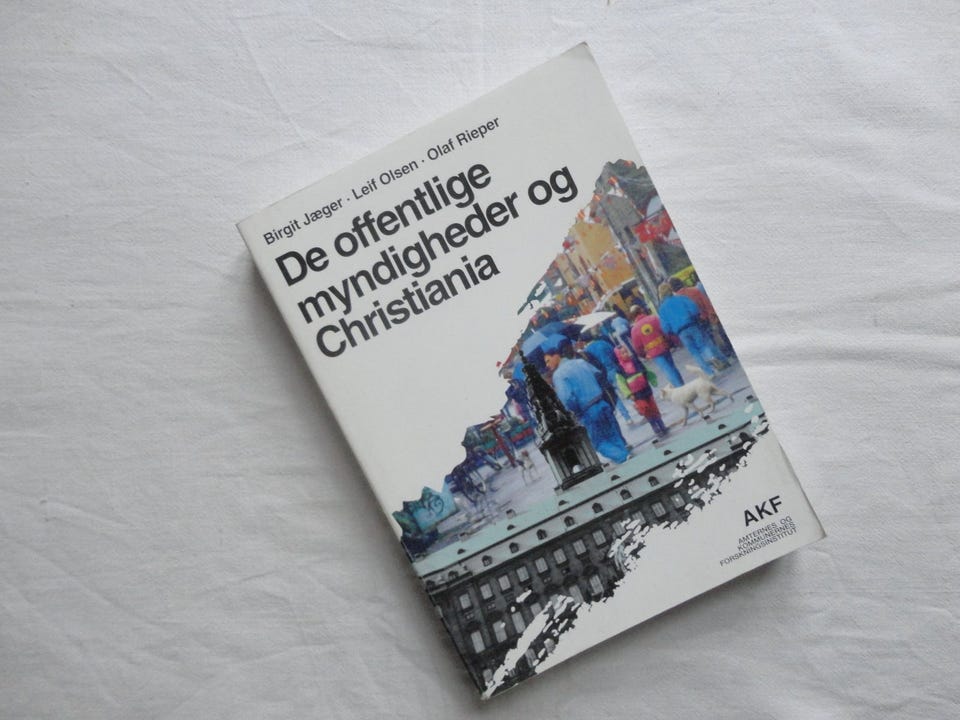 Birgit Jæger · Leif Olsen · Olaf Rieper
De offentlige
myndigheder og
Christiania
AKF
AMTERNES OG
KOMMUNERNES
FORSKNINGSINSTITUT